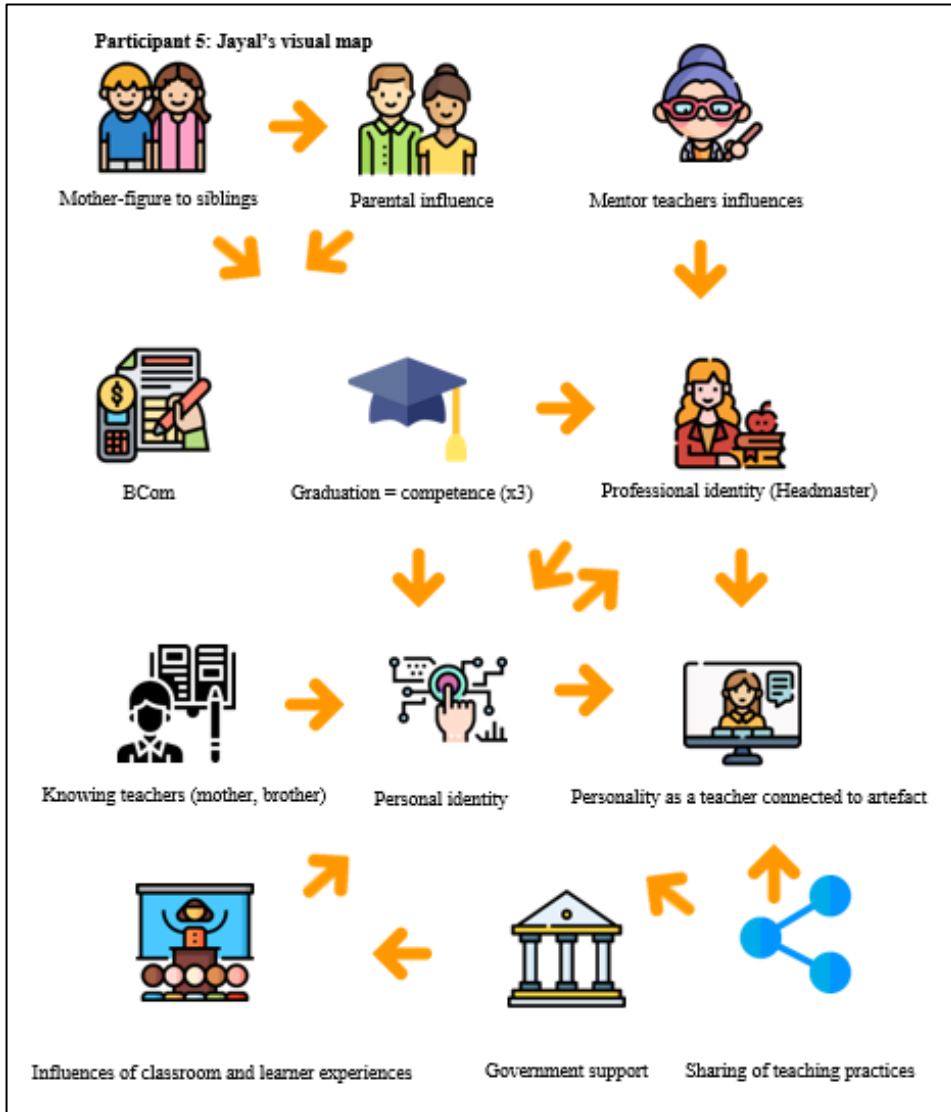 Participant 5: Jayal's visual map
Mother-figure to siblings
Parental influence
Mentor teachers influences
$
BCom
Graduation = competence (x3)
Professional identity (Headmaster)
Knowing teachers (mother, brother)
Personal identity
Personality as a teacher connected to artefact
Influences of classroom and learner experiences
Government support
Sharing of teaching practices